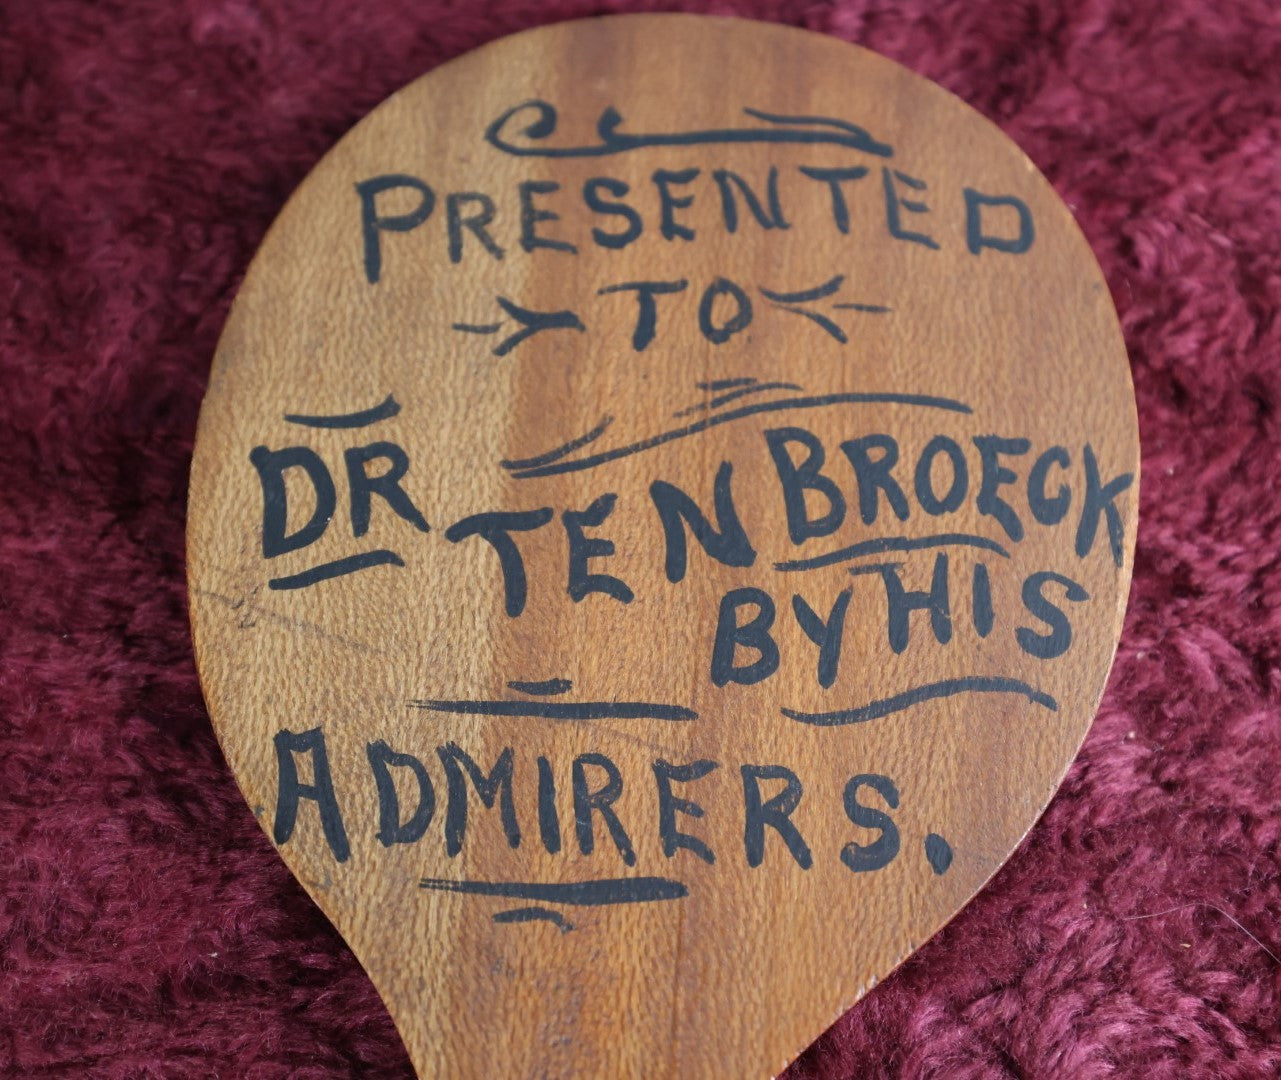 PRESENTED
TO
DR TEN BROECK
BY HIS
ADMIRERS.